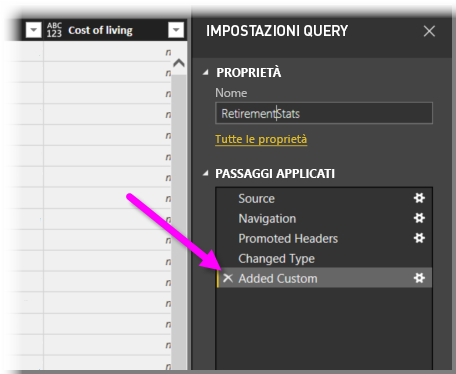 ABC
123 Cost of living
IMPOSTAZIONI QUERY
PROPRIETÀ
Nome
RetirementStats
Tutte le proprietà
PASSAGGI APPLICATI
Source
Navigation
Promoted Headers
Changed Type
Added Custom